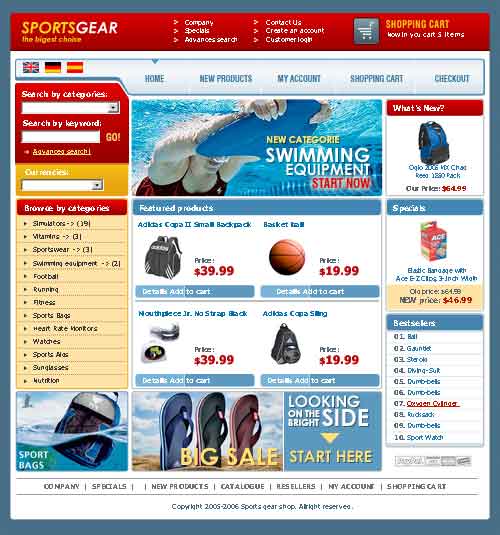 SPORTSGEAR
the bigest choise
> Company
> Specials
> Advanced search
> Contact Us
> Create an account
> Customer login
SHOPPING CART
Now in you cart 5 items
HOME
NEW PRODUCTS
MY ACCOUNT
SHOPPING CART
CHECKOUT
Search by categories:
Search by keyword:
GO!
Advanced search!
Currencies:
NEW CATEGORIE
SWIMMING
EQUIPMENT
START NOW
What's New?
Ogio 2006 MX Chad
Reed 1850 Pack
Our Price: $64.99
Browse by categories
Simulators -> (19)
Vitamins -> (3)
Sportswear -> (3)
Swimming equipment -> (2)
Football
Running
Fitness
Sports Bags
Heart Rate Monitors
Watches
Sports Aids
Sunglasses
Nutrition
Featured products
Adidas Copa II Small Backpack
Price:
$39.99
Details Add to cart
Basket Ball
Price:
$19.99
Details Add to cart
Mouthpiece Jr. No Strap Black
Price:
$39.99
Details Add to cart
Adidas Copa Sling
Price:
$19.99
Details Add to cart
Specials
ACE
Elastic Bandage with
Ace E-Z Clips, 3-Inch Width
Old price: $64.99
NEW price: $46.99
Bestsellers
01. Ball
02. Gauntlet
03. Steroid
04. Diving-Suit
05. Dumb-bells
06. Dumb-bells
07. Oxygen Cylinder
08. Rucksack
09. Dumb-bells
10. Sport Watch
SPORT
BAGS
BIG SALE
LOOKING
ON THE
BRIGHT SIDE
START HERE
PayPal
COMPANY | SPECIALS | | NEW PRODUCTS | CATALOGUE | RESELLERS | MY ACCOUNT | SHOPPING CART
Copyright 2005-2006 Sports gear shop. Allright reserved.